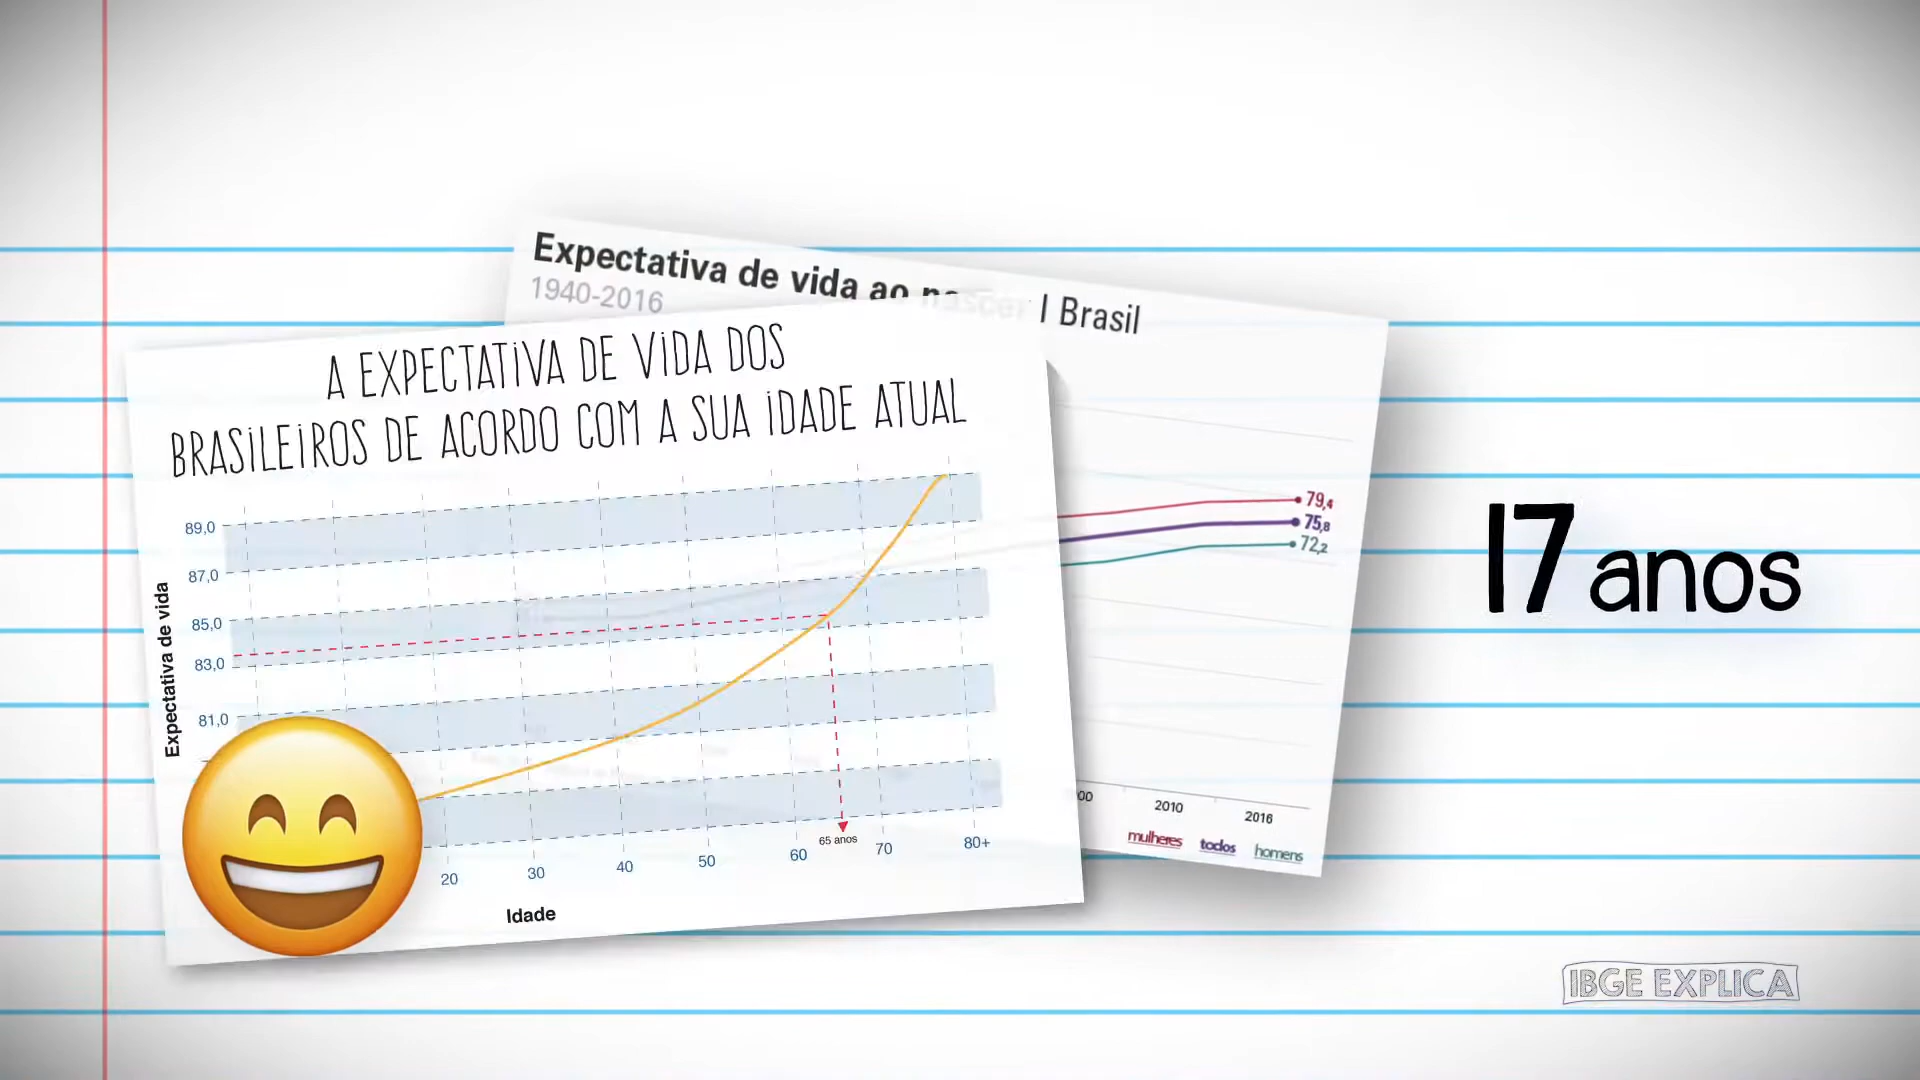 Expectativa de vida ao nascer | Brasil
1940-2016
A EXPECTATIVA DE VIDA DOS
BRASILEIROS DE ACORDO COM A SUA IDADE ATUAL
89,0
87,0
85,0
83,0
81,0
Expectativa de vida
20
30
40
50
60
65 anos
70
80+
Idade
79,4
75,8
72,2
00
2010
2016
mulheres todos homens
17 anos
IBGE EXPLICA